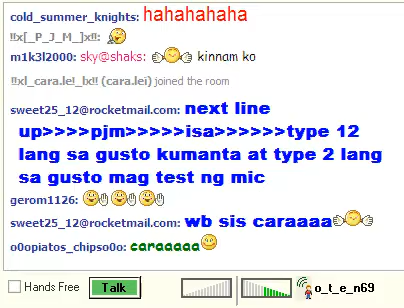 cold_summer_knights: hahahahaha
!!x[_P_J_M_]x!!:
m1k3l2000: sky@shaks: kinnam ko
!!xl_cara.le!_lx!! (cara.lei) joined the room
sweet25_12@rocketmail.com: next line
up>>>>pjm>>>>>isa>>>>>>type 12
lang sa gusto kumanta at type 2 lang
sa gusto mag test ng mic
gerom1126:
sweet25_12@rocketmail.com: wb sis caraaaa
o0opiatos_chipso0o: caraaaaa
Hands Free Talk o_t_e_n69